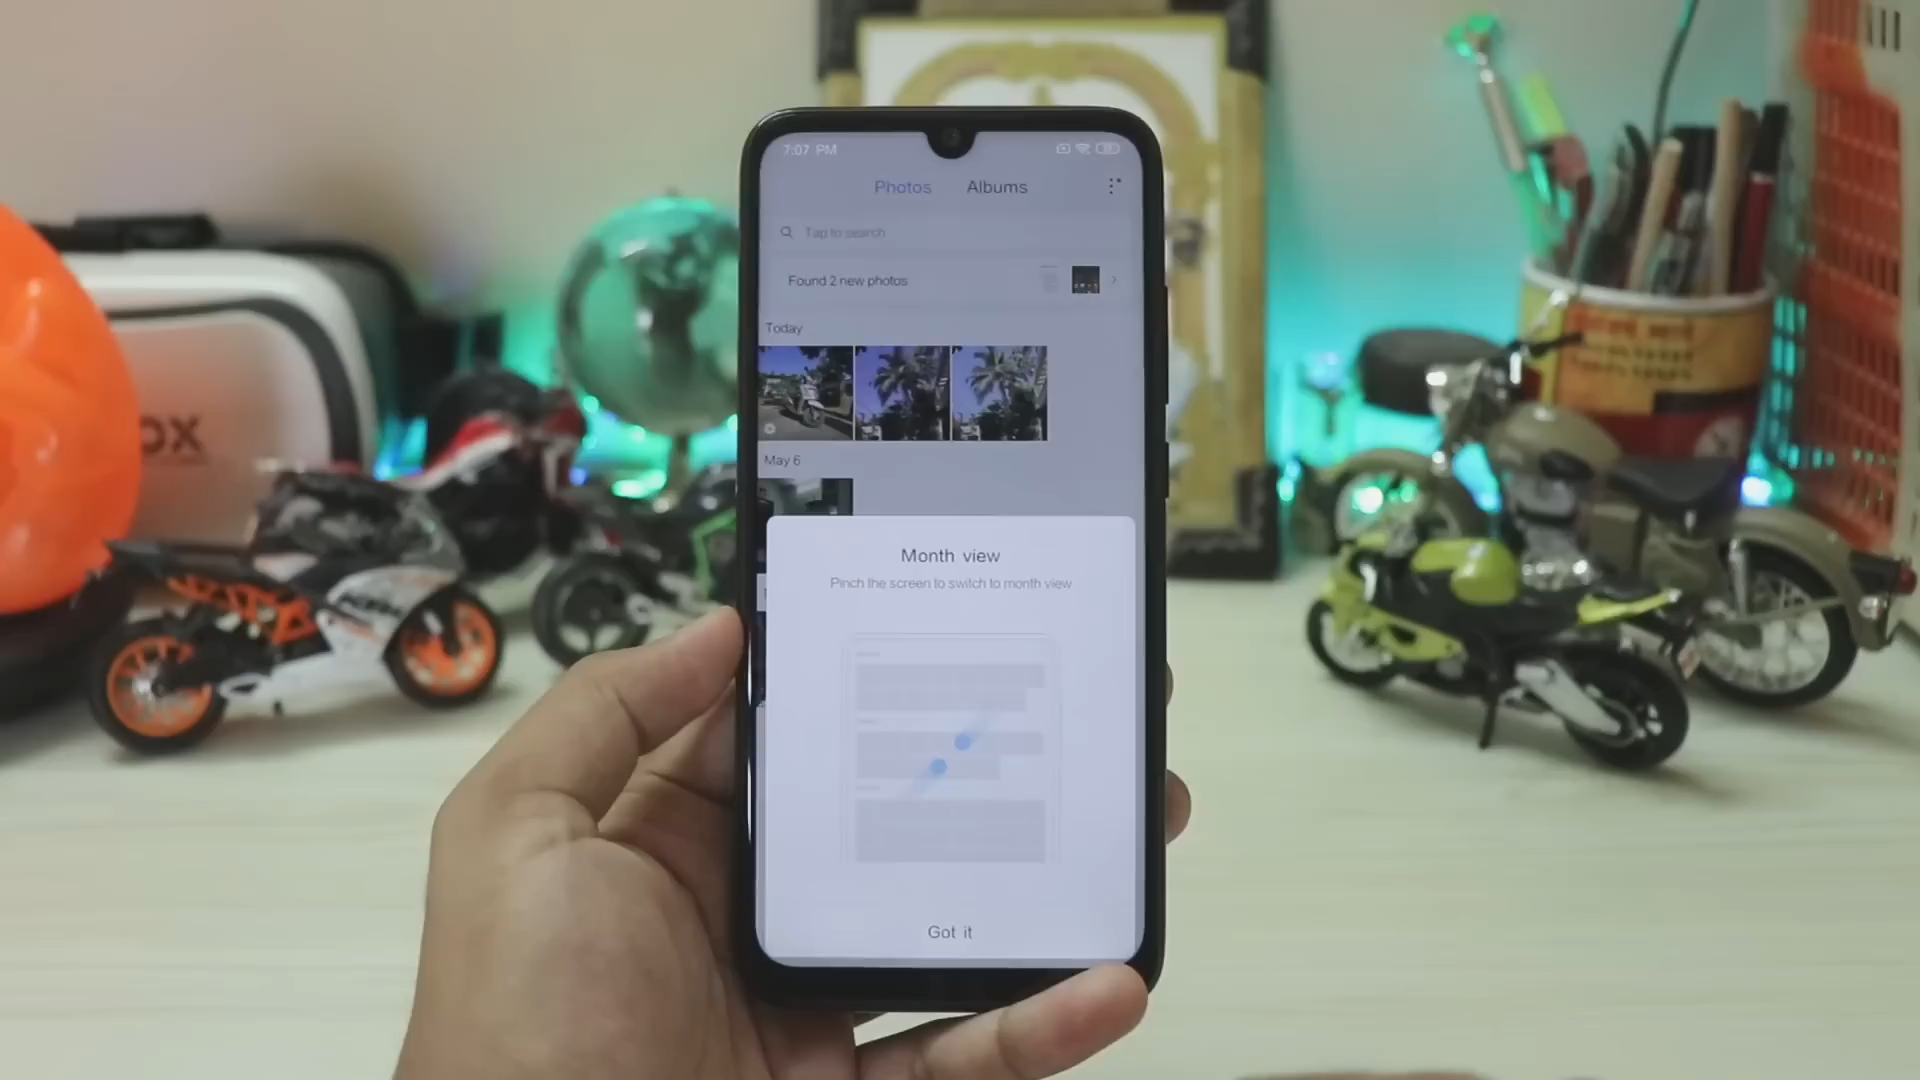 7:07 PM
Photos Albums
Tap to search
Found 2 new photos
Today
May 6
Month view
Pinch the screen to switch to month view
Got it
OX